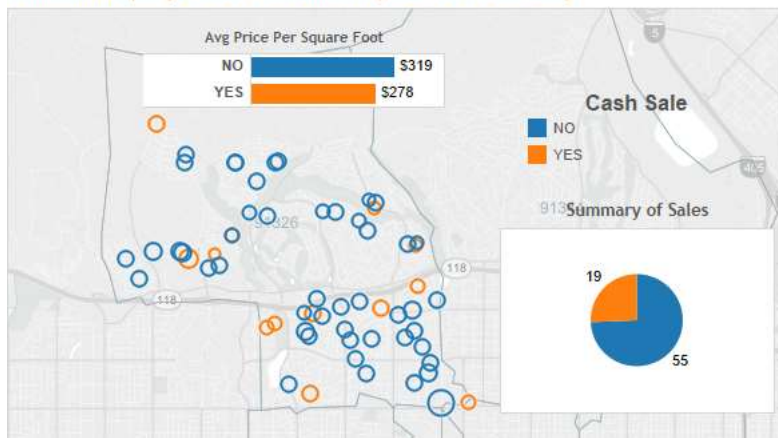 Avg Price Per Square Foot
NO $319
YES $278
Cash Sale
NO
YES
5
405
91326
Summary of Sales
118
118
19
55